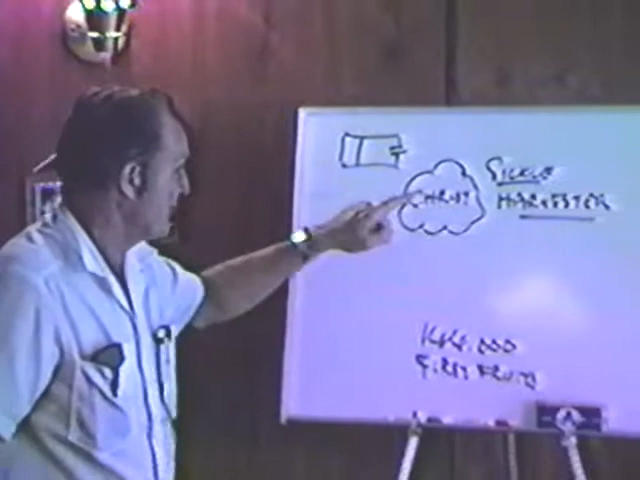 CHRIST
SICKLE
HARVESTER
144.000
FIRST FRUITS